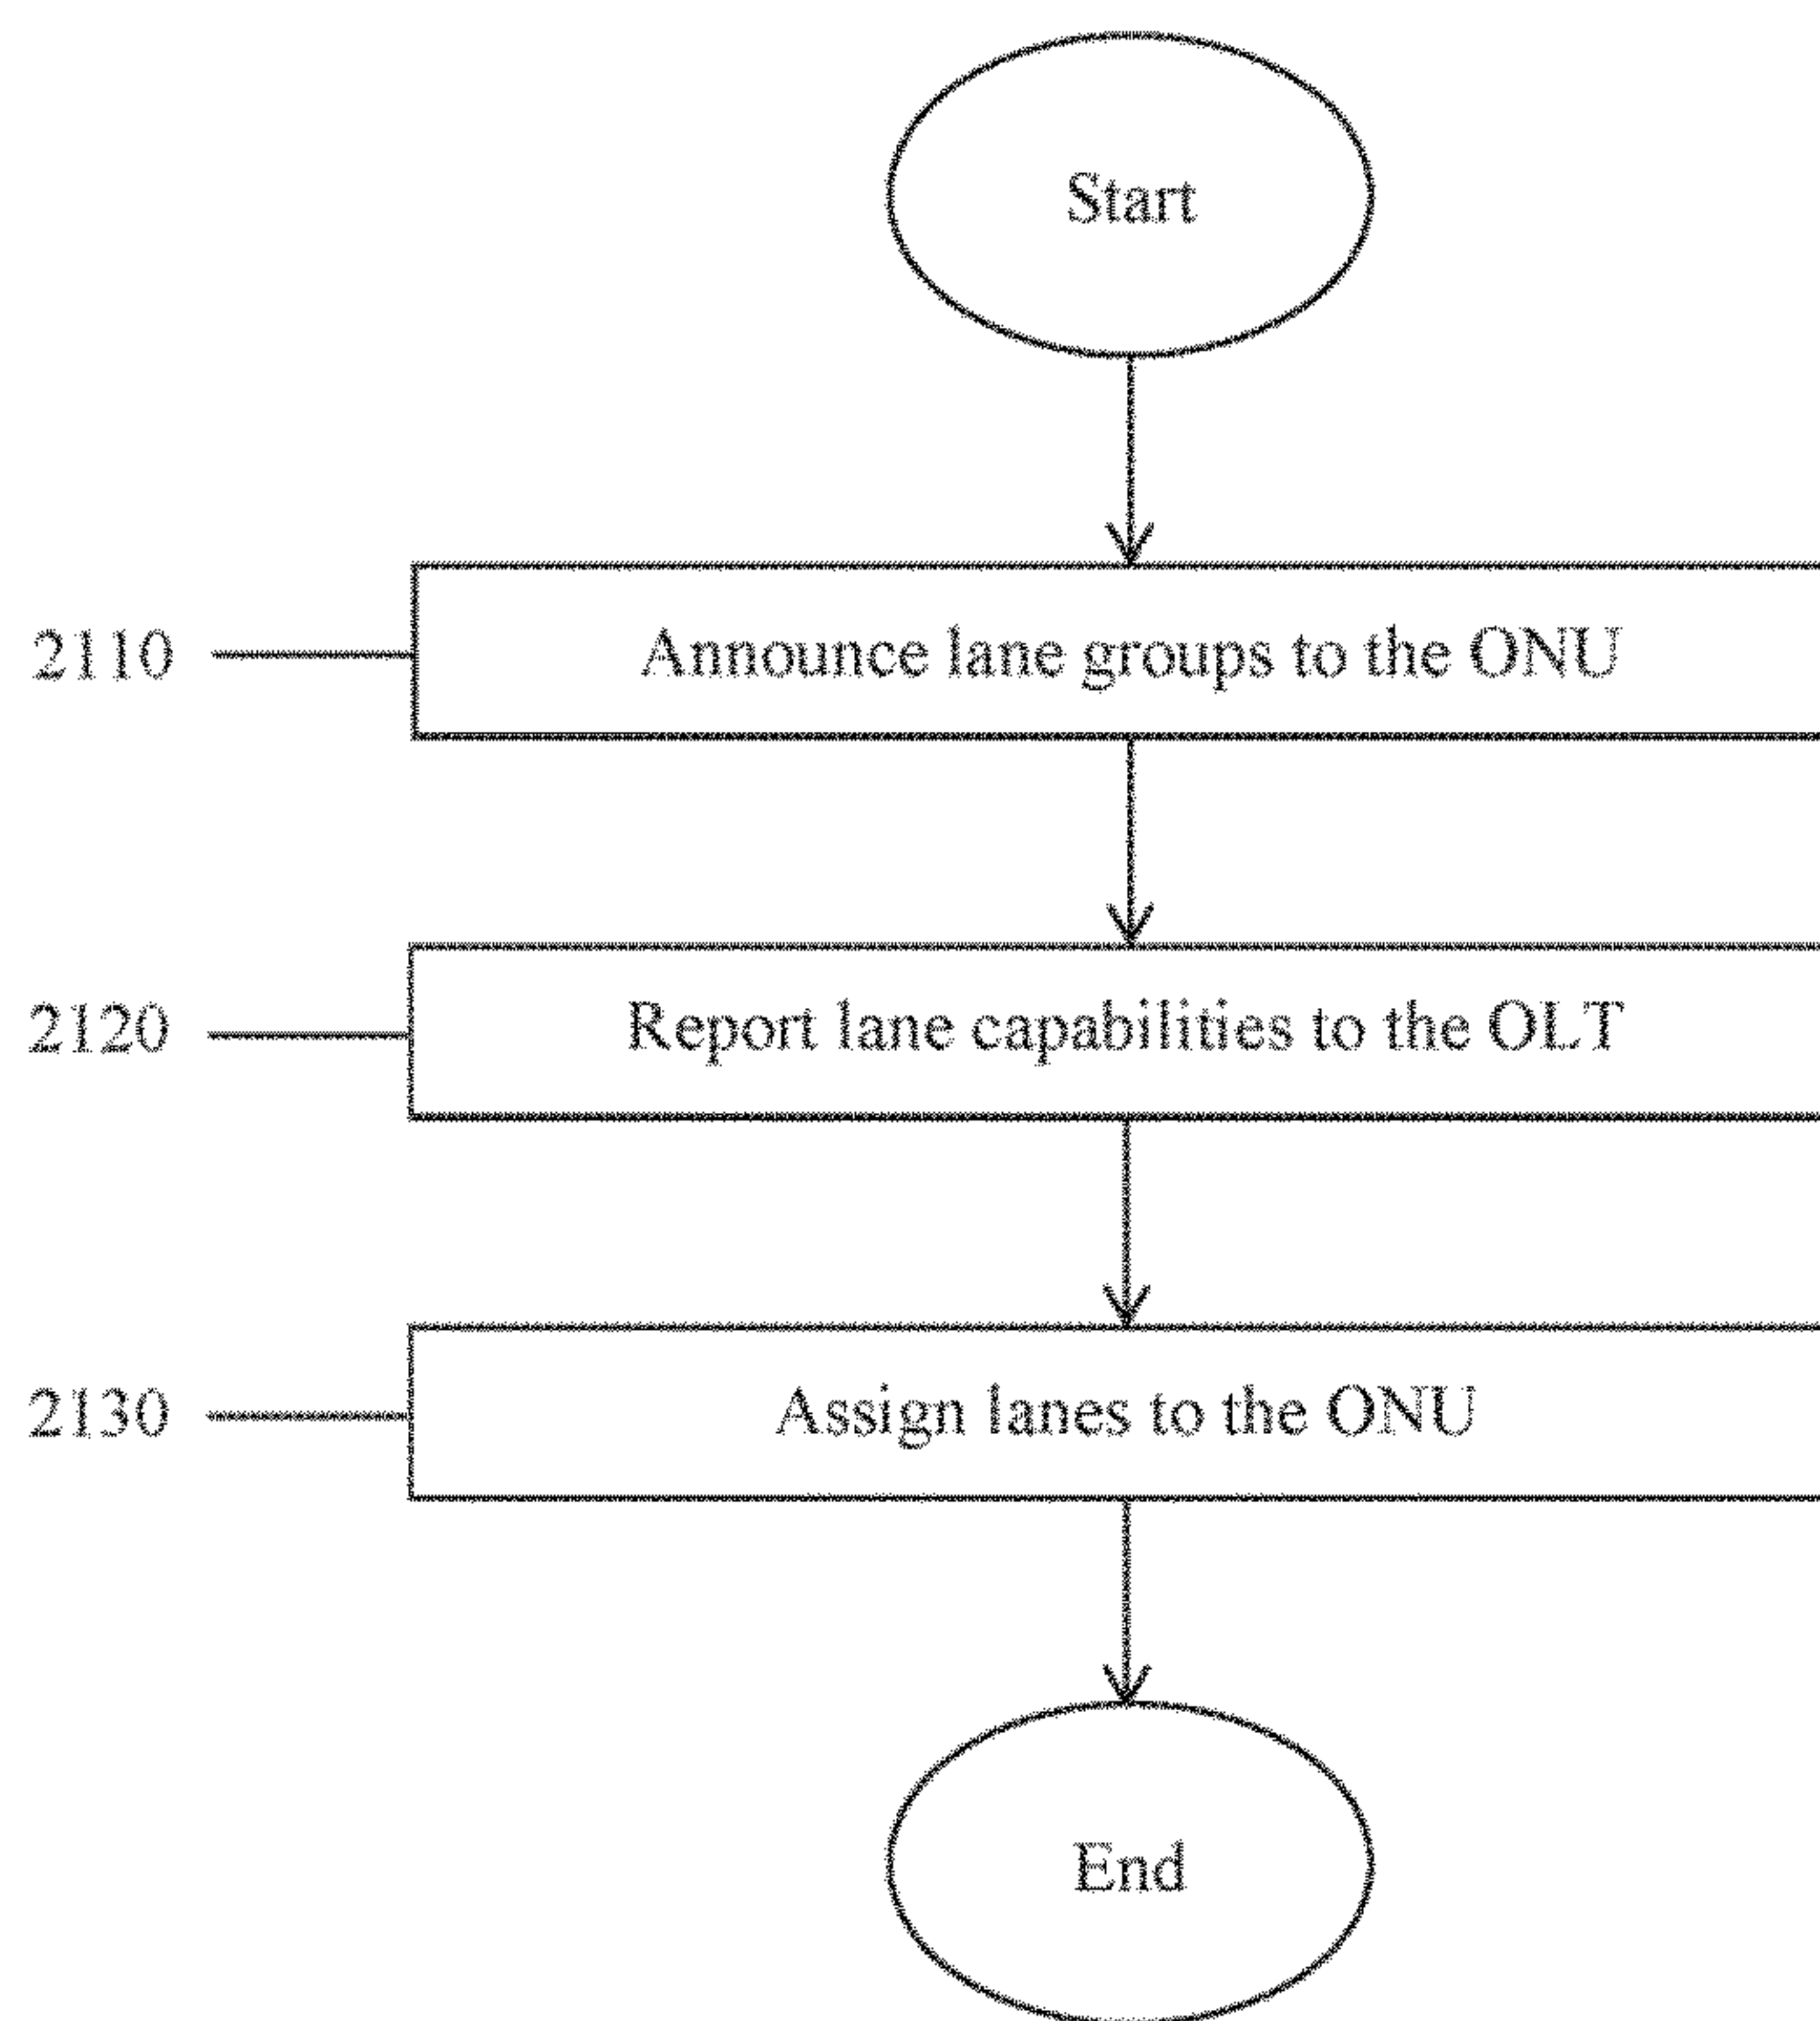 Start
2110 Announce lane groups to the ONU
2120 Report lane capabilities to the OLT
2130 Assign lanes to the ONU
End